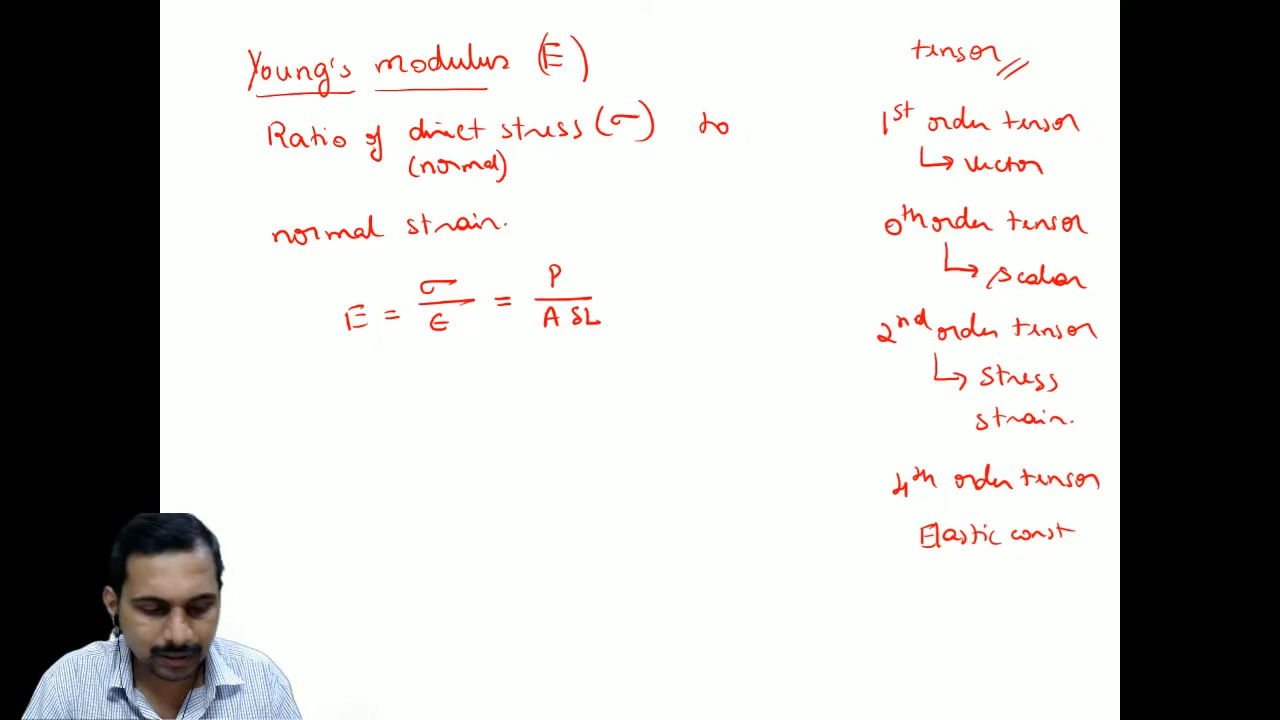 Young's modulus (E)
Ratio of direct stress (σ) to
(normal)
normal strain.
E = σ/ϵ = P/A δL
tensor
1st order tensor
↳ vector
0th order tensor
↳ scalar
2nd order tensor
↳ stress
strain.
4th order tensor
Elastic const